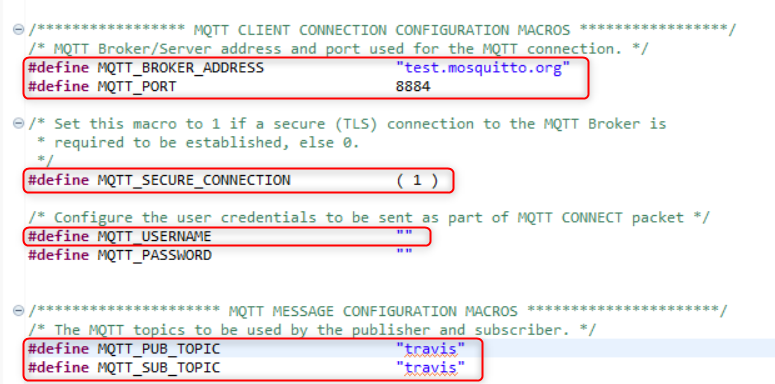 /***************** MQTT CLIENT CONNECTION CONFIGURATION MACROS *****************/
/* MQTT Broker/Server address and port used for the MQTT connection. */
#define MQTT_BROKER_ADDRESS "test.mosquitto.org"
#define MQTT_PORT 8884
/* Set this macro to 1 if a secure (TLS) connection to the MQTT Broker is
* required to be established, else 0.
*/
#define MQTT_SECURE_CONNECTION ( 1 )
/* Configure the user credentials to be sent as part of MQTT CONNECT packet */
#define MQTT_USERNAME ""
#define MQTT_PASSWORD ""
/********************* MQTT MESSAGE CONFIGURATION MACROS **********************/
/* The MQTT topics to be used by the publisher and subscriber. */
#define MQTT_PUB_TOPIC "travis"
#define MQTT_SUB_TOPIC "travis"